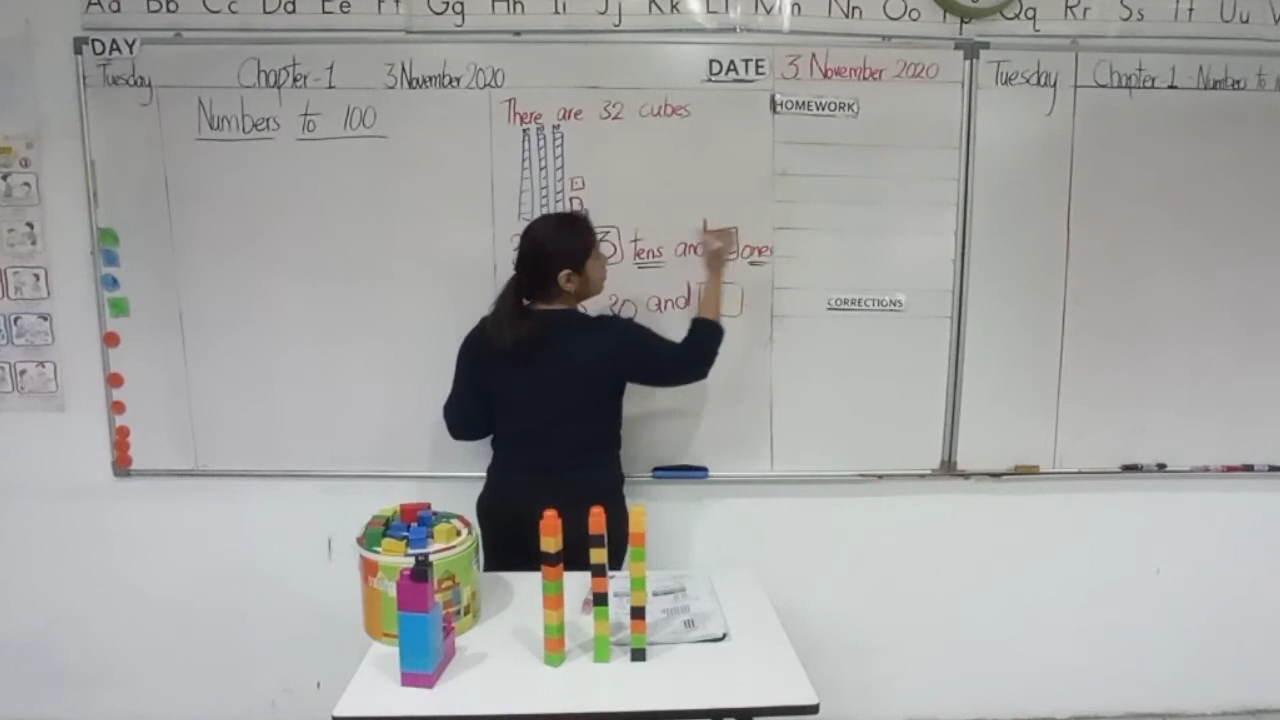 Aa Bb Cc Dd Ee Ff Gg Hh Ii Jj Kk Ll Mm Nn Oo Pp Qq Rr Ss Tt Uu
DAY
Tuesday
Chapter-1 3 November 2020
DATE
3 November 2020
Numbers to 100
There are 32 cubes
3 tens and ones
30 and
HOMEWORK
CORRECTIONS
Tuesday
Chapter 1 - Numbers to